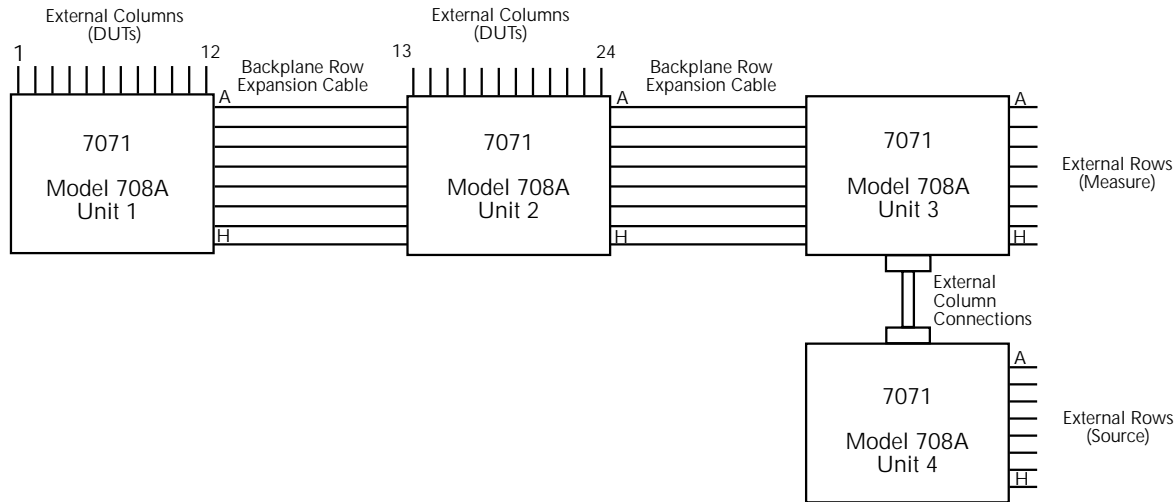 External Columns
(DUTs)
1
12
Backplane Row
Expansion Cable
External Columns
(DUTs)
13
24
Backplane Row
Expansion Cable
A
A
A
7071
Model 708A
Unit 1
7071
Model 708A
Unit 2
7071
Model 708A
Unit 3
External Rows
(Measure)
H
H
H
External
Column
Connections
A
7071
Model 708A
Unit 4
External Rows
(Source)
H